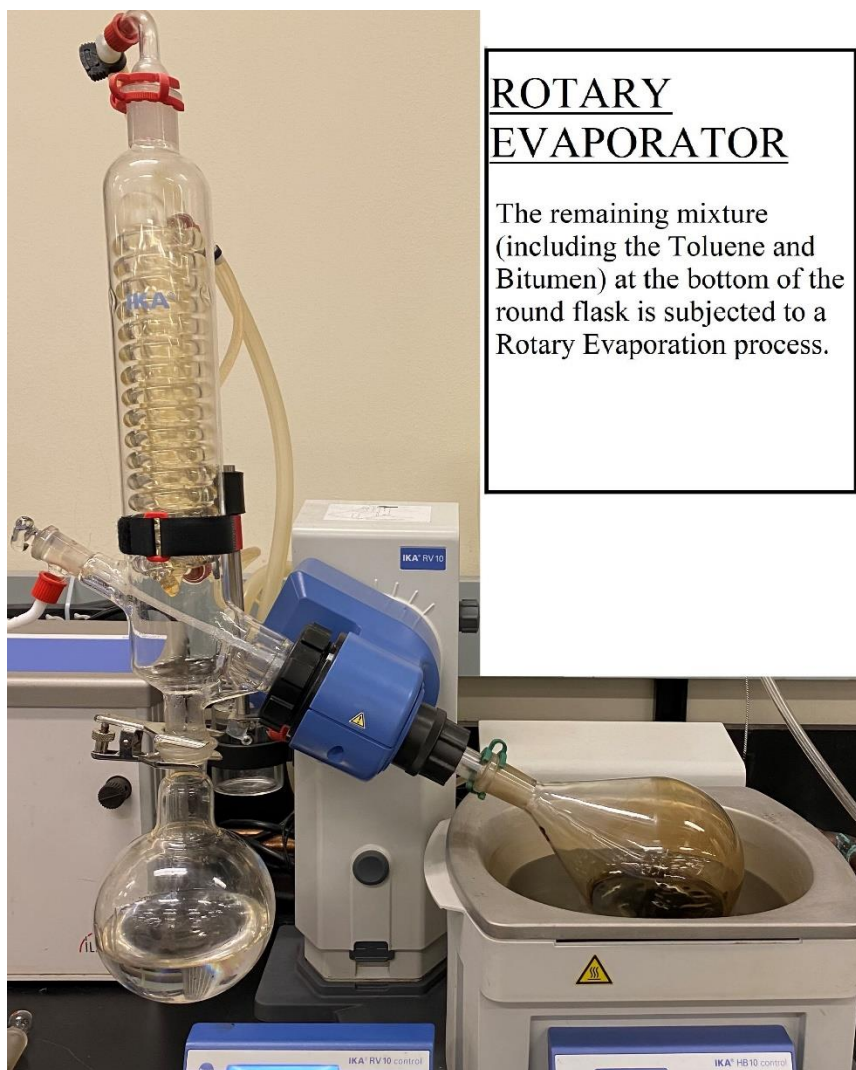 ROTARY
EVAPORATOR
The remaining mixture
(including the Toluene and
Bitumen) at the bottom of the
round flask is subjected to a
Rotary Evaporation process.
IKA
IKA® RV 10
IKA® RV 10 control
IKA® HB 10 control